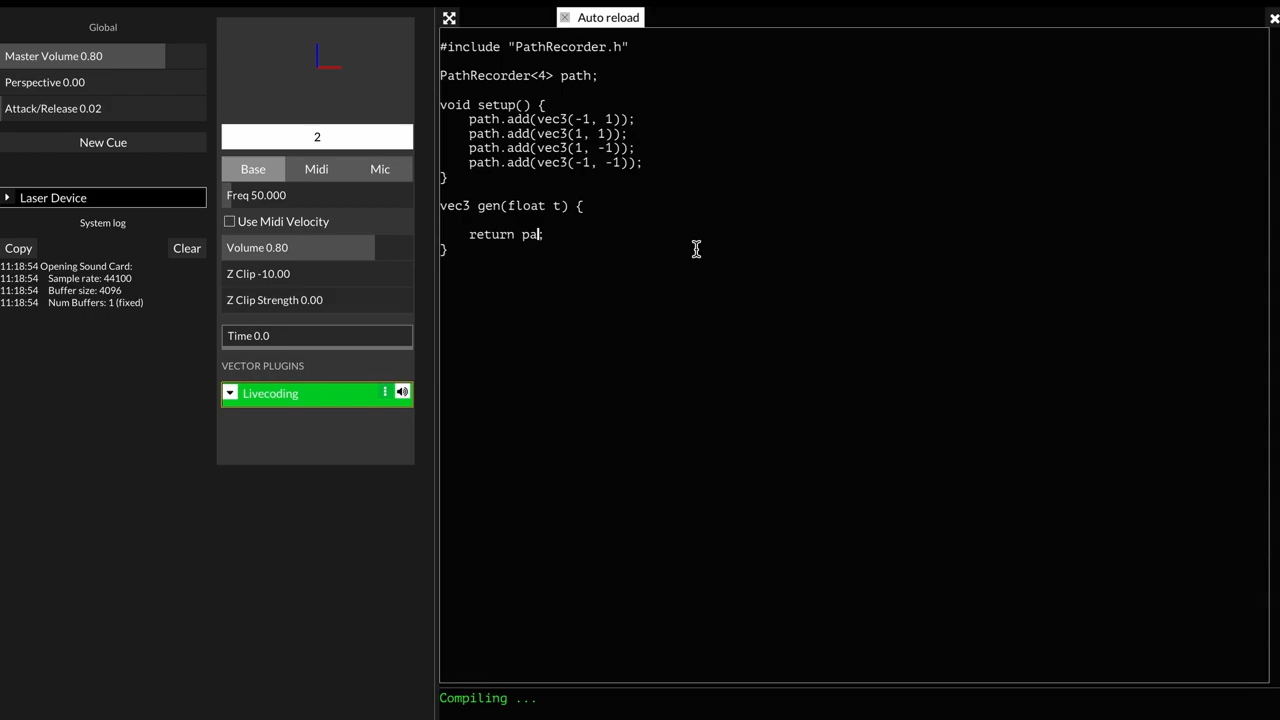 Global
Master Volume 0.80
Perspective 0.00
Attack/Release 0.02
New Cue
Laser Device
System log
Copy Clear
11:18:54 Opening Sound Card:
11:18:54 Sample rate: 44100
11:18:54 Buffer size: 4096
11:18:54 Num Buffers: 1 (fixed)
2
Base Midi Mic
Freq 50.000
Use Midi Velocity
Volume 0.80
Z Clip -10.00
Z Clip Strength 0.00
Time 0.0
VECTOR PLUGINS
Livecoding
Auto reload
#include "PathRecorder.h"
PathRecorder<4> path;
void setup() {
path.add(vec3(-1, 1));
path.add(vec3(1, 1));
path.add(vec3(1, -1));
path.add(vec3(-1, -1));
}
vec3 gen(float t) {
return pa;
}
Compiling ...